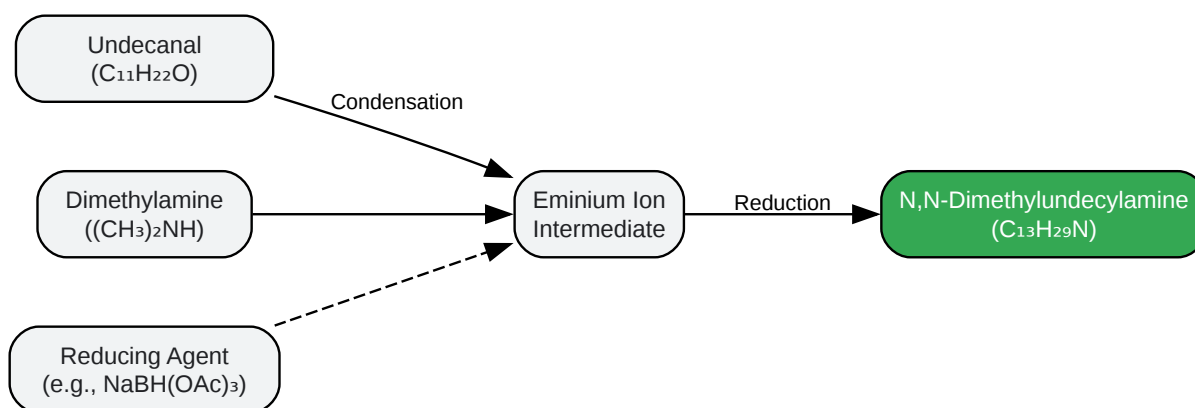 Undecanal
(C₁₁H₂₂O)
Condensation
Dimethylamine
((CH₃)₂NH)
Eminium Ion
Intermediate
Reduction
N,N-Dimethylundecylamine
(C₁₃H₂₉N)
Reducing Agent
(e.g., NaBH(OAc)₃)